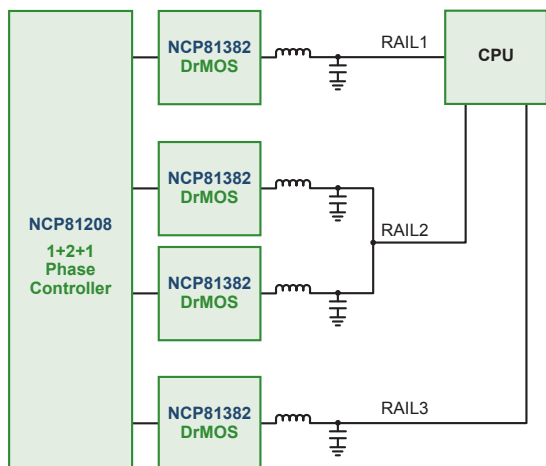 NCP81382
DrMOS
RAIL1
CPU
NCP81382
DrMOS
NCP81208
1+2+1
Phase
Controller
RAIL2
NCP81382
DrMOS
NCP81382
DrMOS
RAIL3